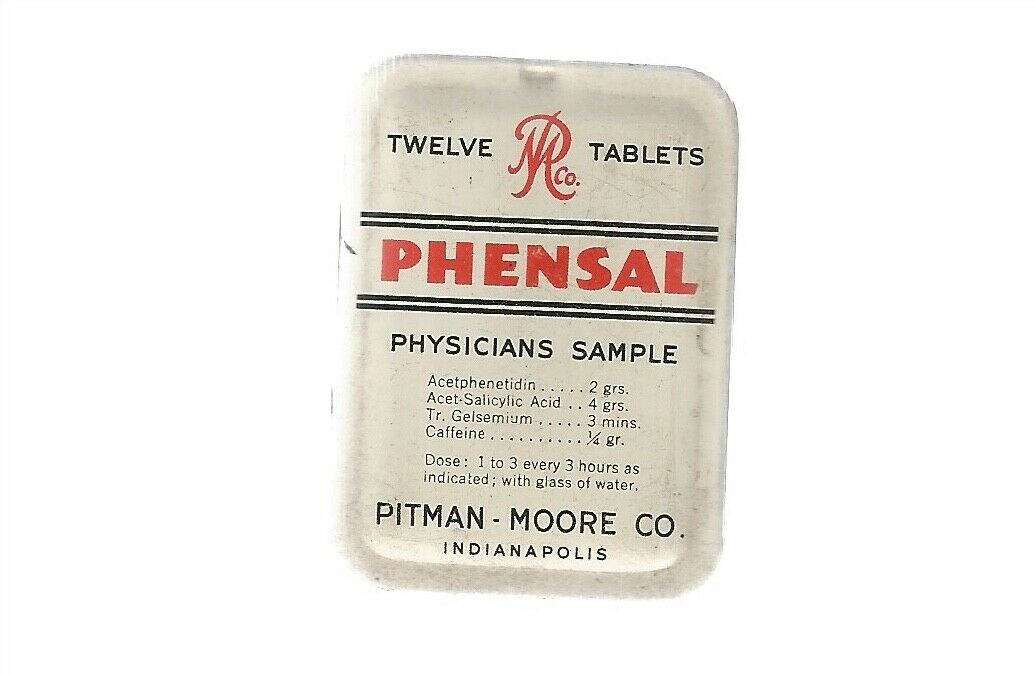 TWELVE PM Co. TABLETS
PHENSAL
PHYSICIANS SAMPLE
Acetphenetidin ..... 2 grs.
Acet-Salicylic Acid .. 4 grs.
Tr. Gelsemium ..... 3 mins.
Caffeine .......... ¼ gr.
Dose: 1 to 3 every 3 hours as
indicated; with glass of water.
PITMAN-MOORE CO.
INDIANAPOLIS